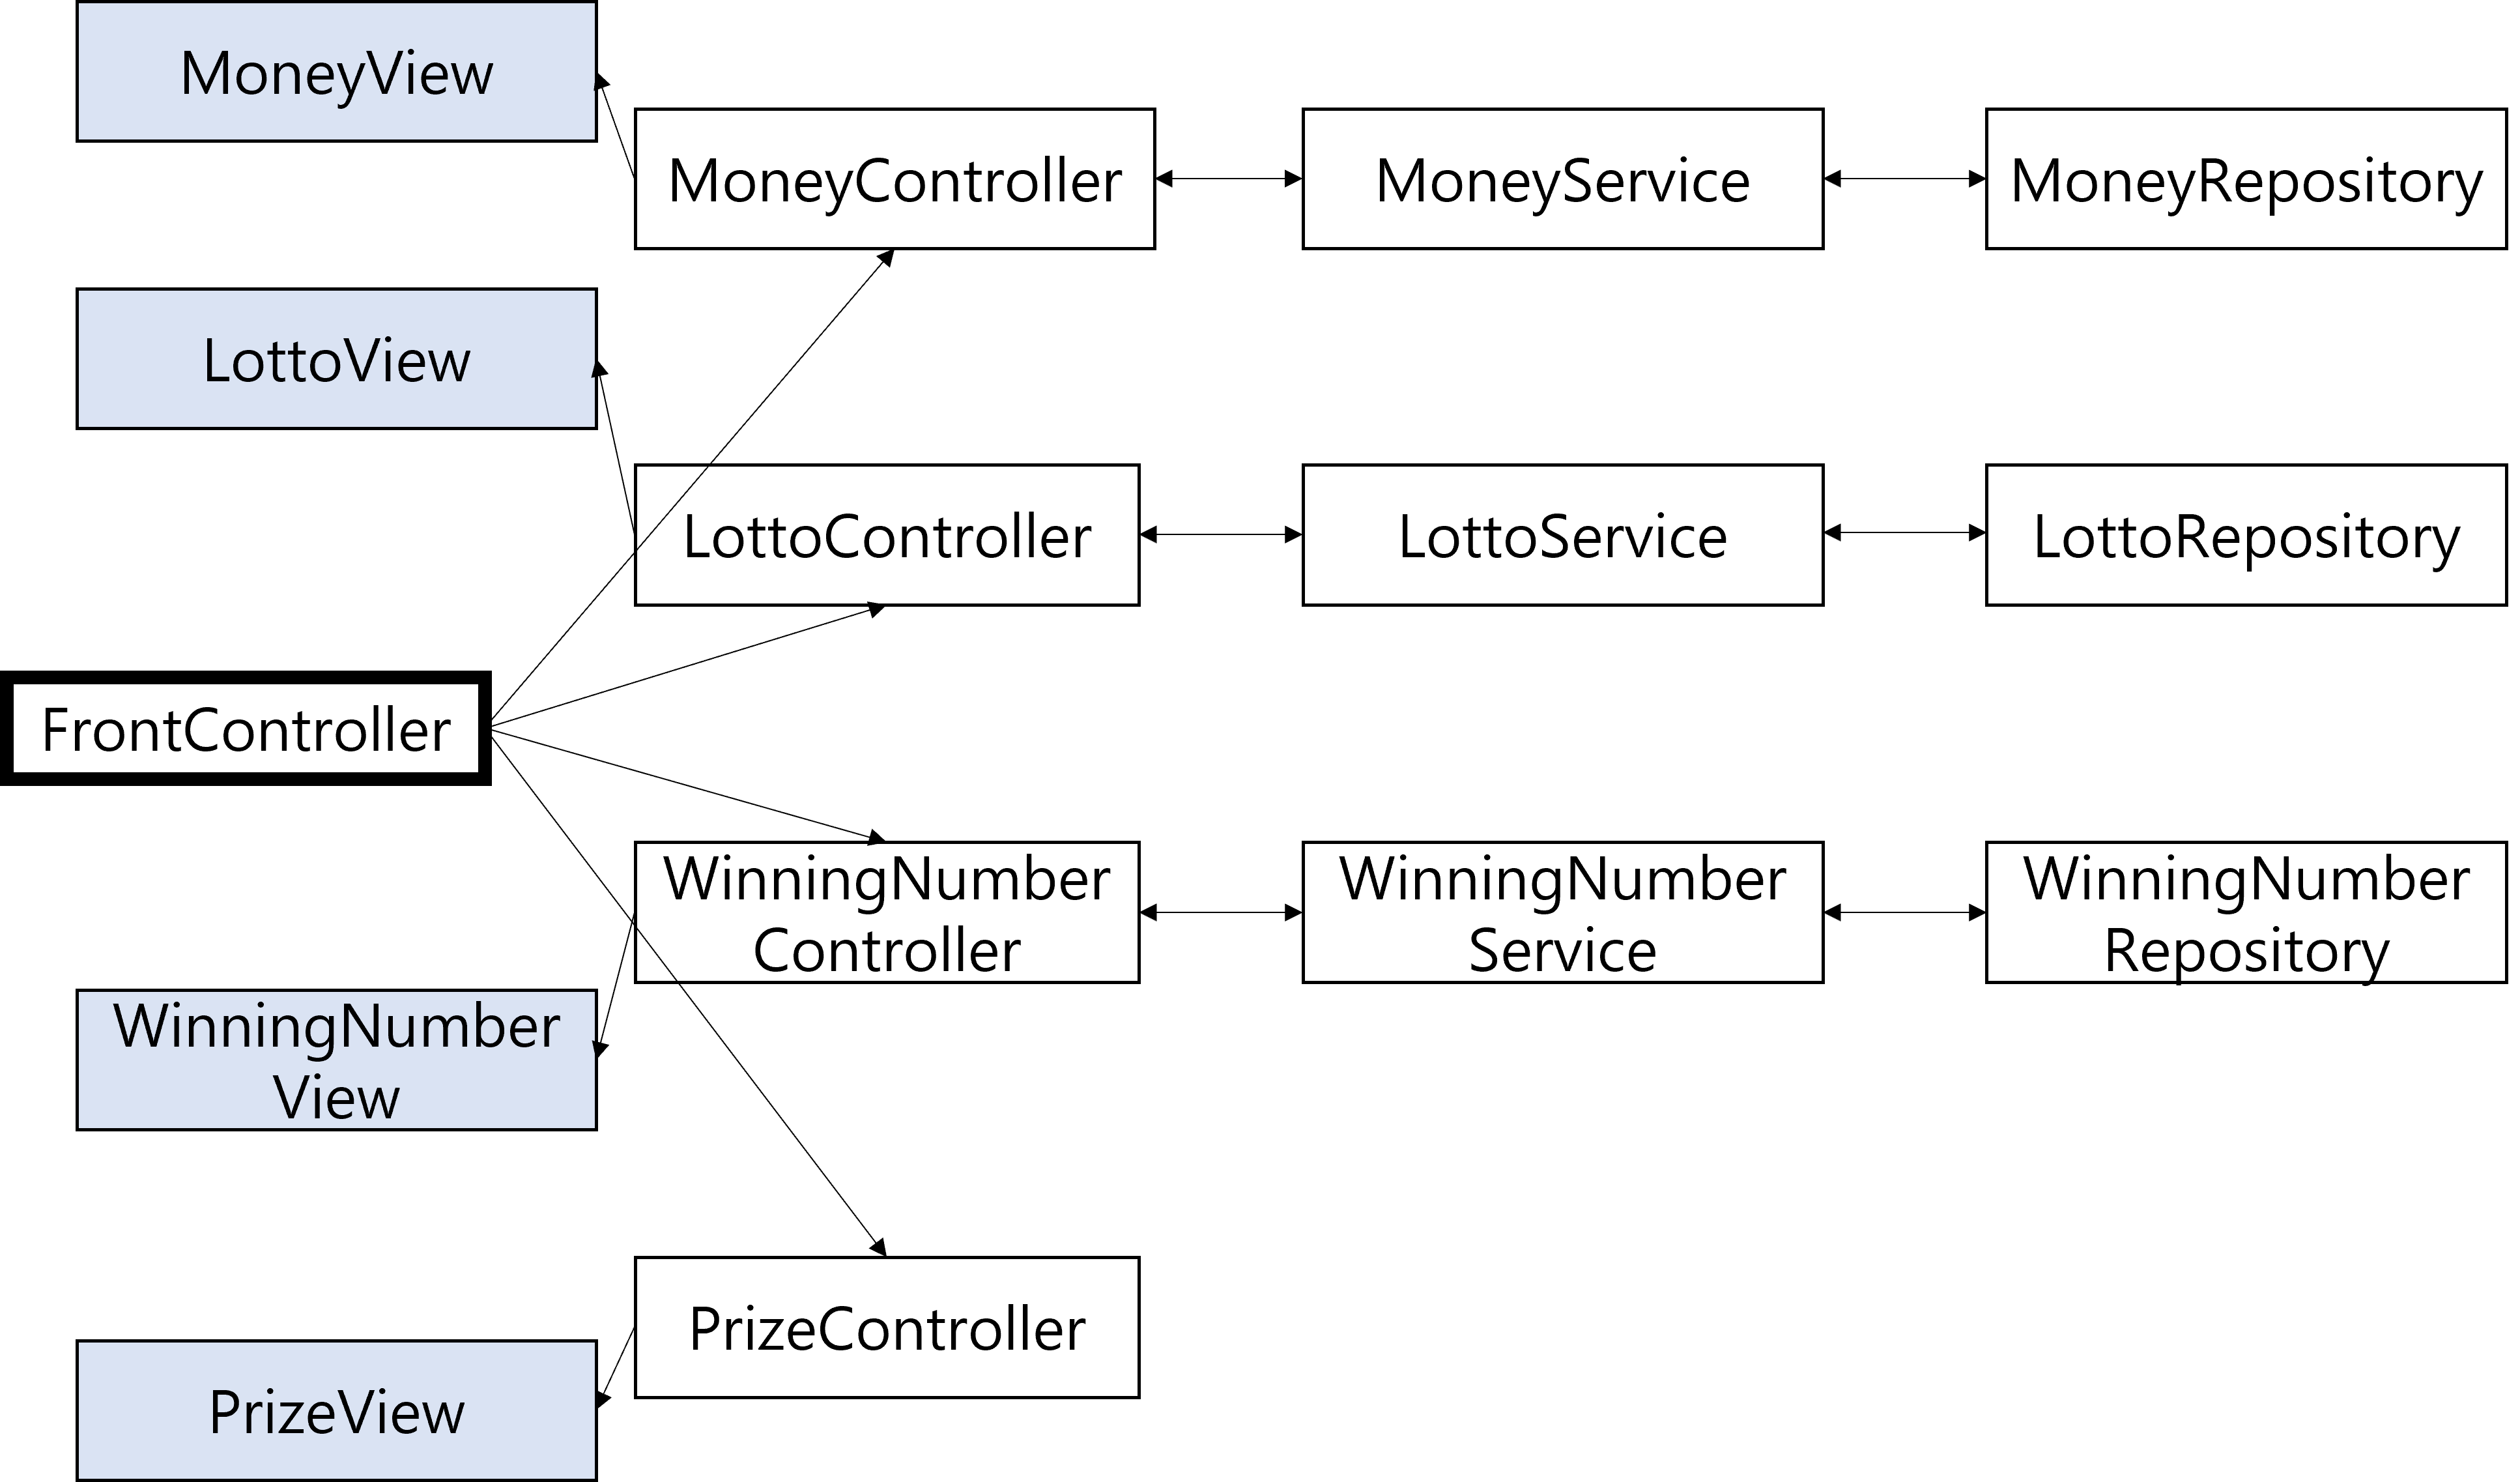 MoneyView
MoneyController
MoneyService
MoneyRepository
LottoView
LottoController
LottoService
LottoRepository
FrontController
WinningNumber
Controller
WinningNumber
Service
WinningNumber
Repository
WinningNumber
View
PrizeController
PrizeView